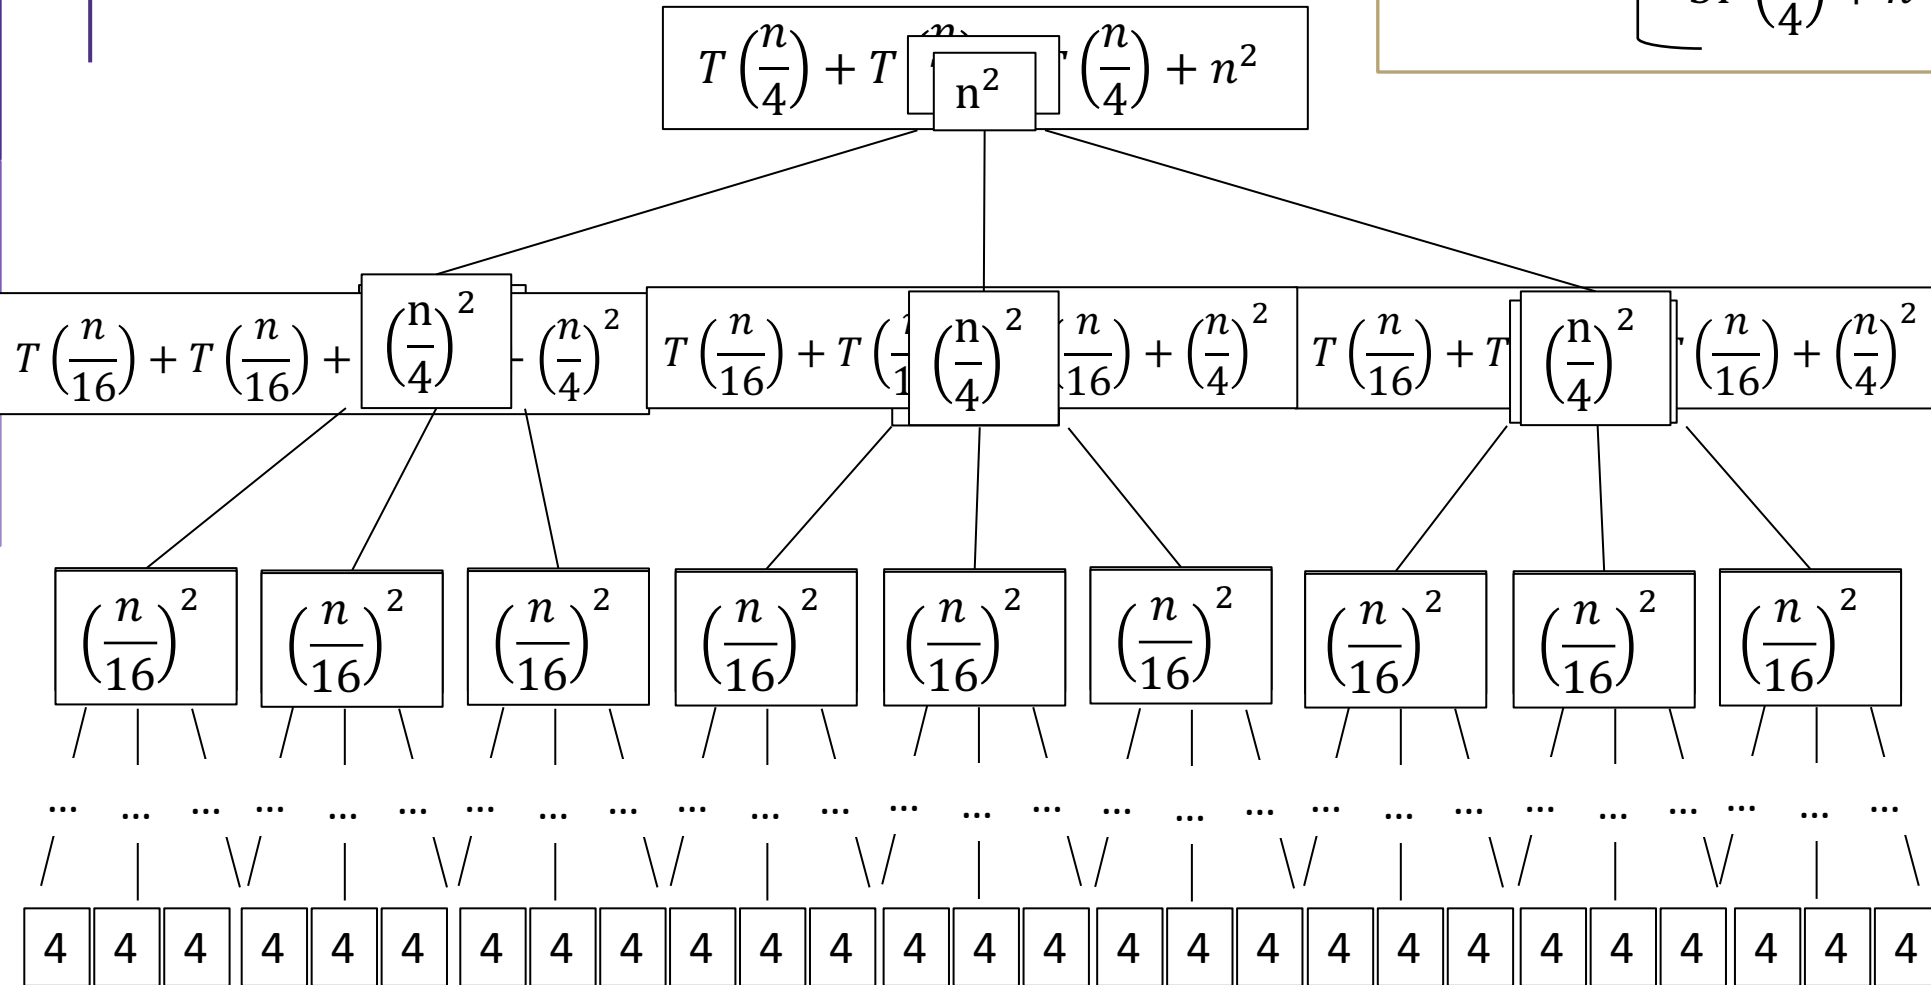 (n/4) + n
T(n/4) + T n² T(n/4) + n²
T(n/16) + T(n/16) + (n/4)² - (n/4)² T(n/16) + T( (n/4)² (n/16) + (n/4)² T(n/16) + T (n/4)² (n/16) + (n/4)²
(n/16)² (n/16)² (n/16)² (n/16)² (n/16)² (n/16)² (n/16)² (n/16)² (n/16)²
... ... ... ... ... ... ... ... ... ... ... ... ... ... ... ... ... ... ... ... ... ... ... ... ... ... ...
4 4 4 4 4 4 4 4 4 4 4 4 4 4 4 4 4 4 4 4 4 4 4 4 4 4 4